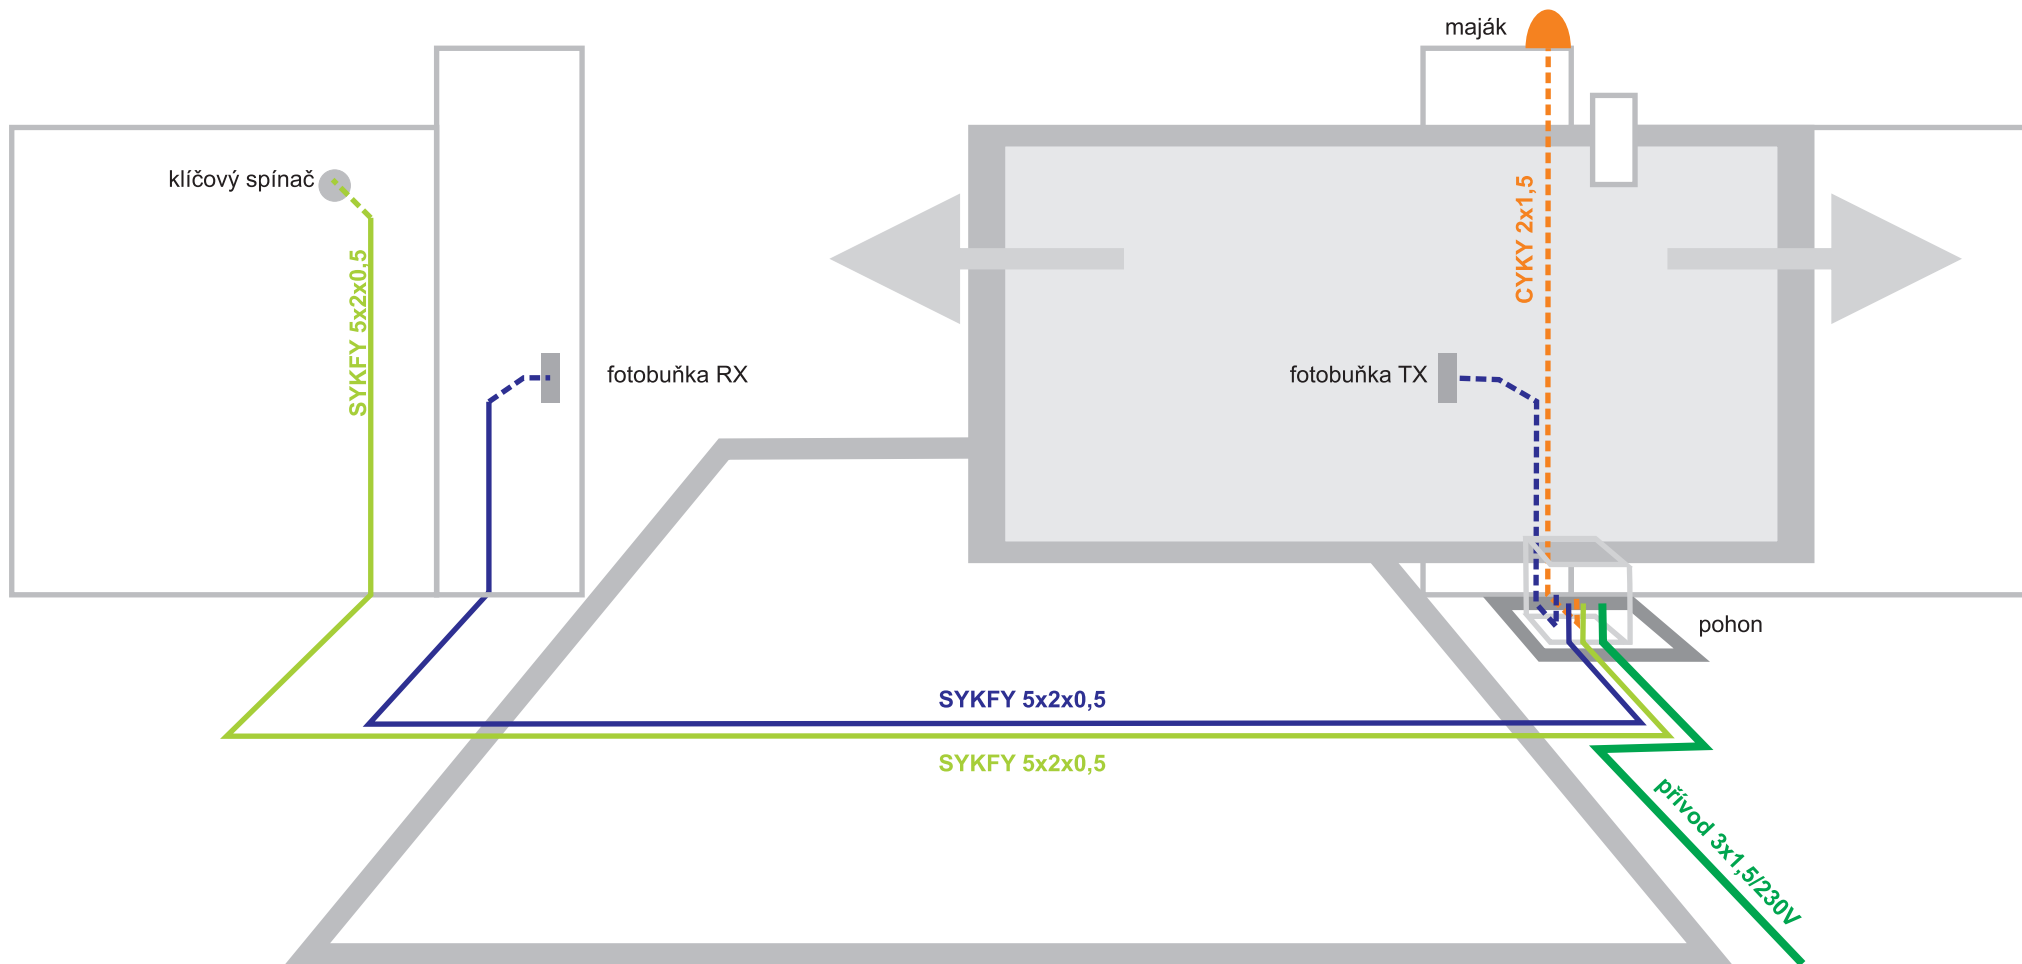 maják
klíčový spínač
CYKY 2x1,5
SYKFY 5x2x0,5
fotobuňka RX
fotobuňka TX
pohon
SYKFY 5x2x0,5
SYKFY 5x2x0,5
přívod 3x1,5/230V